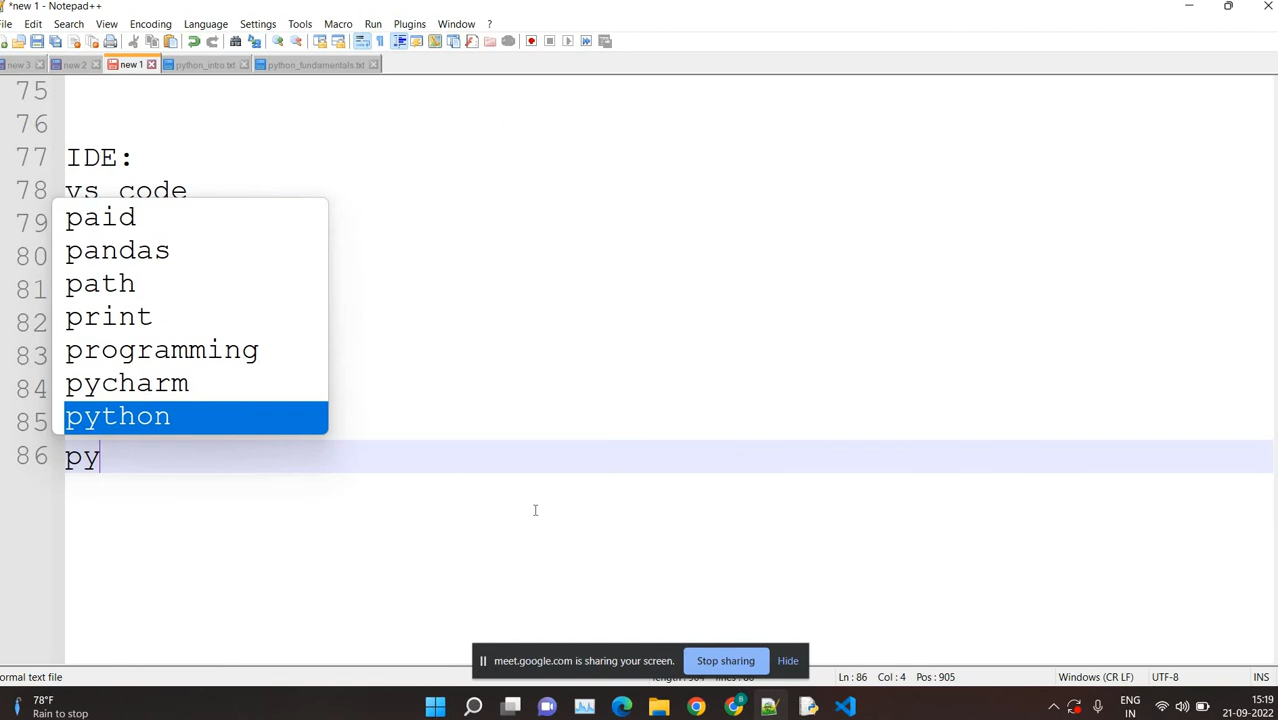 *new 1 - Notepad++
File Edit Search View Encoding Language Settings Tools Macro Run Plugins Window ?
new 3 new 2 new 1 python_intro.txt python_fundamentals.txt
75
76
77 IDE:
78 vs code
79 paid
80 pandas
81 path
82 print
83 programming
84 pycharm
85 python
86 py
meet.google.com is sharing your screen. Stop sharing Hide
ormal text file Ln : 86 Col : 4 Pos : 905 Windows (CR LF) UTF-8 INS
78°F
Rain to stop
ENG
IN
15:19
21-09-2022